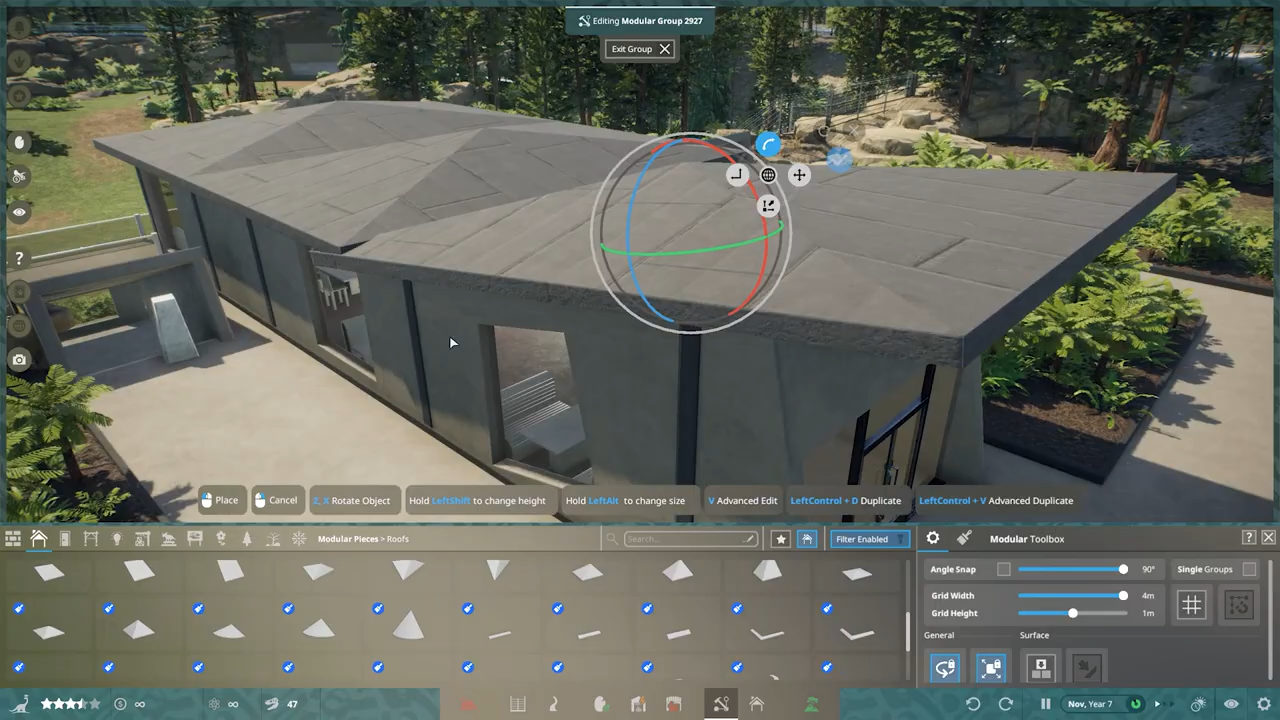 Editing Modular Group 2927
Exit Group
Place
Cancel
Z, X Rotate Object
Hold LeftShift to change height
Hold LeftAlt to change size
V Advanced Edit
LeftControl + D Duplicate
LeftControl + V Advanced Duplicate
Modular Pieces > Roofs
Search...
Filter Enabled
Modular Toolbox
?
Angle Snap
90°
Single Groups
Grid Width
4m
Grid Height
1m
General
Surface
?
$ ∞
∞
47
Nov, Year 7